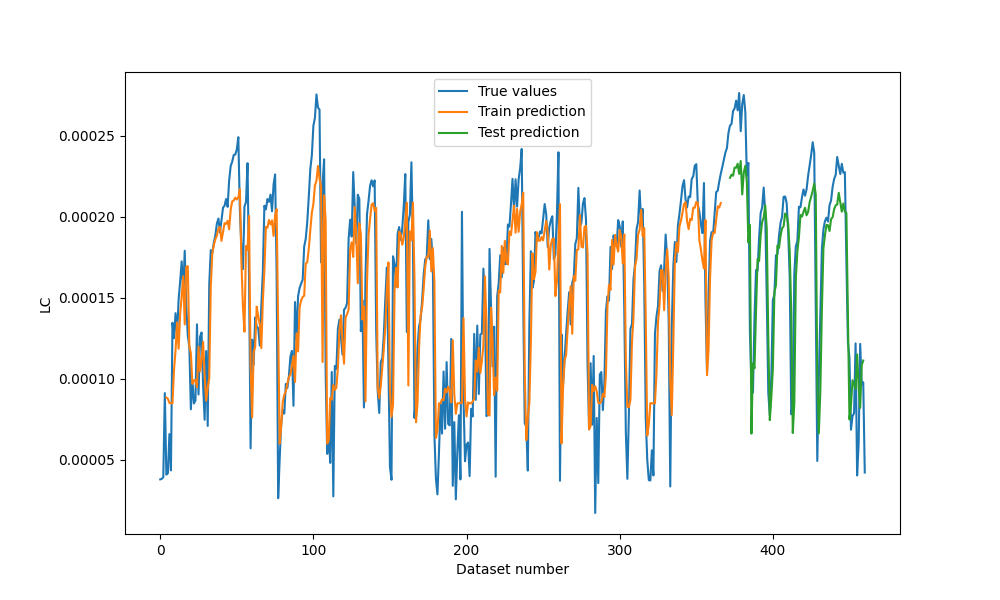 True values
Train prediction
Test prediction
0.00025
0.00020
0.00015
0.00010
0.00005
LC
0 100 200 300 400
Dataset number